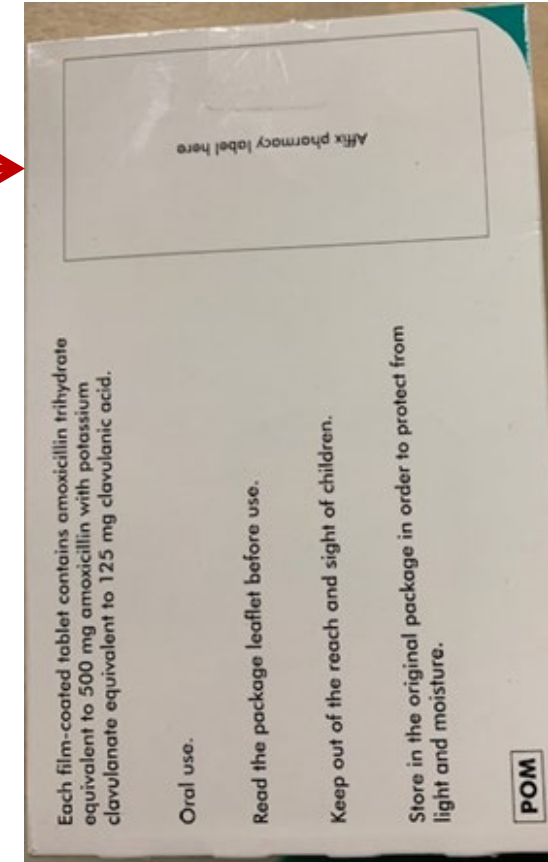 Each film-coated tablet contains amoxicillin trihydrate
equivalent to 500 mg amoxicillin with potassium
clavulanate equivalent to 125 mg clavulanic acid.
Oral use.
Read the package leaflet before use.
Keep out of the reach and sight of children.
Store in the original package in order to protect from
light and moisture.
POM
Affix pharmacy label here